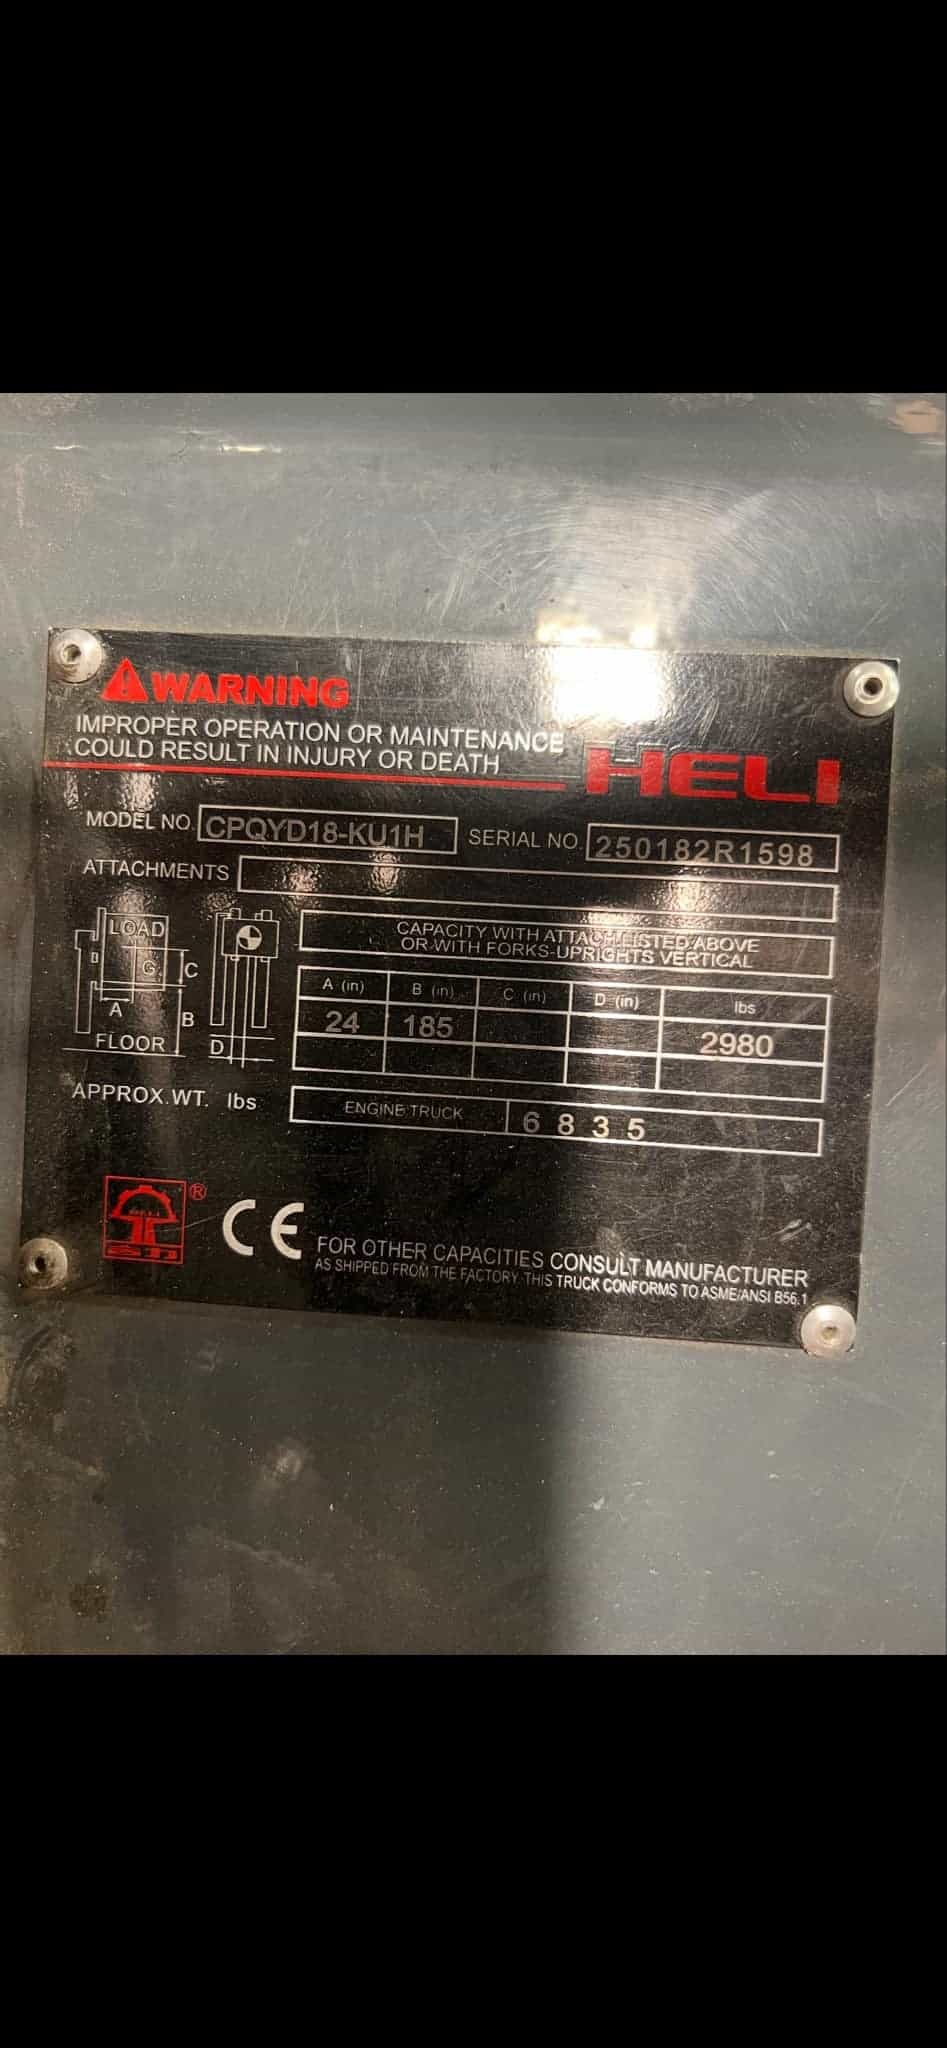 WARNING
IMPROPER OPERATION OR MAINTENANCE
COULD RESULT IN INJURY OR DEATH
HELI
MODEL NO. CPQYD18-KU1H SERIAL NO. 250182R1598
ATTACHMENTS
CAPACITY WITH ATTACH LISTED ABOVE
OR WITH FORKS-UPRIGHTS VERTICAL
LOAD
G
C
A
B
FLOOR
D
A (in) B (in) C (in) D (in) lbs
24 185 2980
APPROX.WT. lbs ENGINE TRUCK 6835
® CE
FOR OTHER CAPACITIES CONSULT MANUFACTURER
AS SHIPPED FROM THE FACTORY THIS TRUCK CONFORMS TO ASME/ANSI B56.1